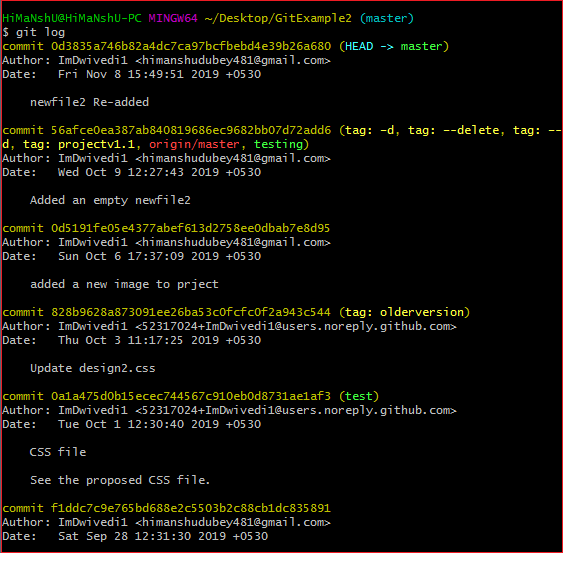 HiMaNshU@HiMaNshU-PC MINGW64 ~/Desktop/GitExample2 (master)
$ git log
commit 0d3835a746b82a4dc7ca97bcfbebd4e39b26a680 (HEAD -> master)
Author: ImDwivedi1 <himanshudubey481@gmail.com>
Date:   Fri Nov 8 15:49:51 2019 +0530
newfile2 Re-added
commit 56afce0ea387ab840819686ec9682bb07d72add6 (tag: -d, tag: --delete, tag: --
d, tag: projectv1.1, origin/master, testing)
Author: ImDwivedi1 <himanshudubey481@gmail.com>
Date:   Wed Oct 9 12:27:43 2019 +0530
Added an empty newfile2
commit 0d5191fe05e4377abef613d2758ee0dbab7e8d95
Author: ImDwivedi1 <himanshudubey481@gmail.com>
Date:   Sun Oct 6 17:37:09 2019 +0530
added a new image to prject
commit 828b9628a873091ee26ba53c0fcfc0f2a943c544 (tag: olderversion)
Author: ImDwivedi1 <52317024+ImDwivedi1@users.noreply.github.com>
Date:   Thu Oct 3 11:17:25 2019 +0530
Update design2.css
commit 0a1a475d0b15ecec744567c910eb0d8731ae1af3 (test)
Author: ImDwivedi1 <52317024+ImDwivedi1@users.noreply.github.com>
Date:   Tue Oct 1 12:30:40 2019 +0530
CSS file
See the proposed CSS file.
commit f1ddc7c9e765bd688e2c5503b2c88cb1dc835891
Author: ImDwivedi1 <himanshudubey481@gmail.com>
Date:   Sat Sep 28 12:31:30 2019 +0530